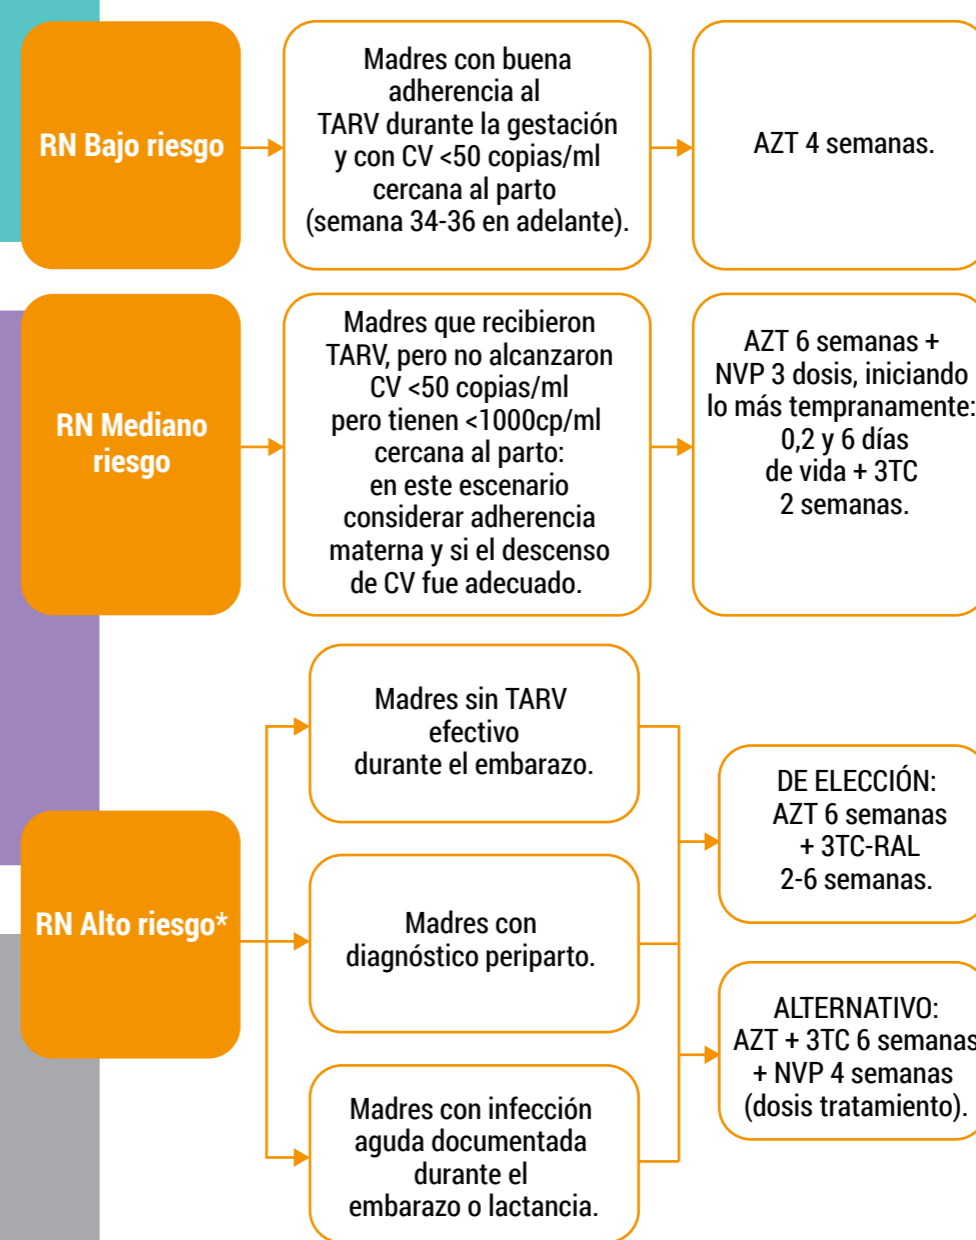 RN Bajo riesgo
Madres con buena
adherencia al
TARV durante la gestación
y con CV <50 copias/ml
cercana al parto
(semana 34-36 en adelante).
AZT 4 semanas.
RN Mediano
riesgo
Madres que recibieron
TARV, pero no alcanzaron
CV <50 copias/ml
pero tienen <1000cp/ml
cercana al parto:
en este escenario
considerar adherencia
materna y si el descenso
de CV fue adecuado.
AZT 6 semanas +
NVP 3 dosis, iniciando
lo más tempranamente:
0,2 y 6 días
de vida + 3TC
2 semanas.
RN Alto riesgo*
Madres sin TARV
efectivo
durante el embarazo.
Madres con
diagnóstico periparto.
Madres con infección
aguda documentada
durante el
embarazo o lactancia.
DE ELECCIÓN:
AZT 6 semanas
+ 3TC-RAL
2-6 semanas.
ALTERNATIVO:
AZT + 3TC 6 semanas
+ NVP 4 semanas
(dosis tratamiento).